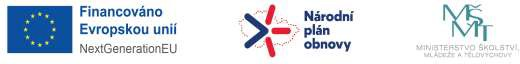 Financováno
Evropskou unií
NextGenerationEU
Národní
plán
obnovy
MŠMT
MINISTERSTVO ŠKOLSTVÍ,
MLÁDEŽE A TĚLOVÝCHOVY